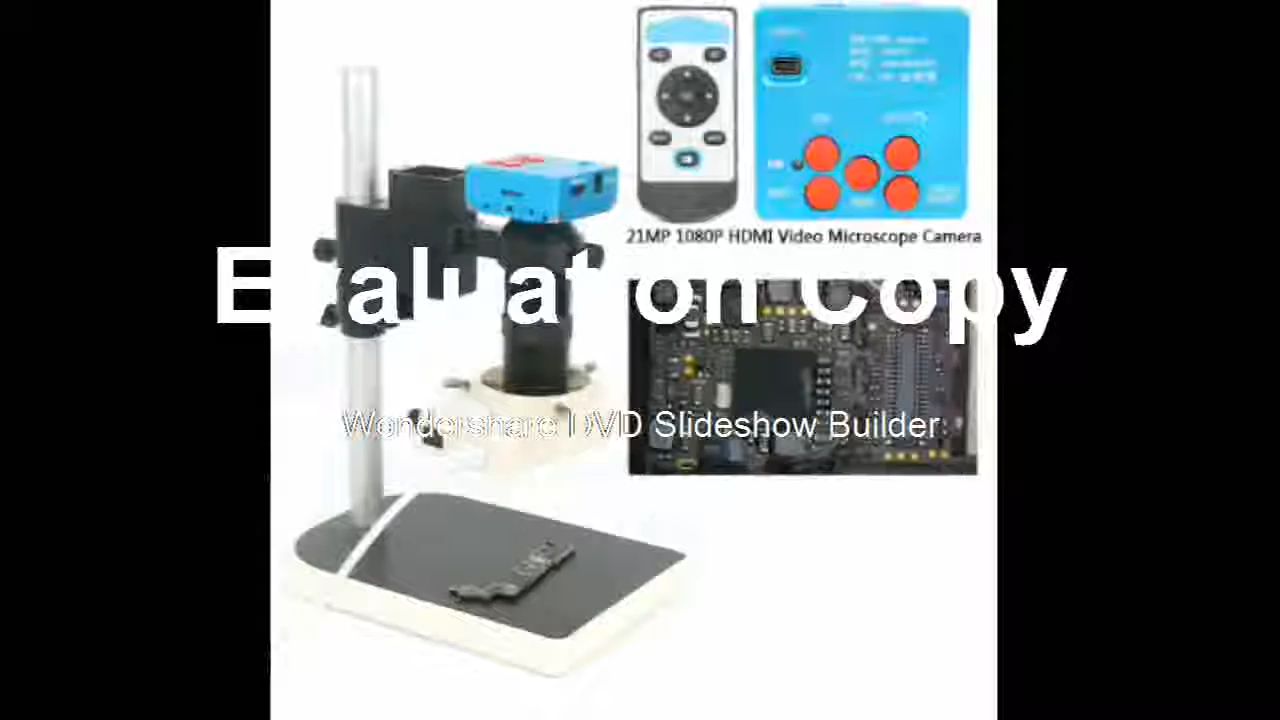 21MP 1080P HDMI Video Microscope Camera
Evaluation Copy
Wondershare DVD Slideshow Builder